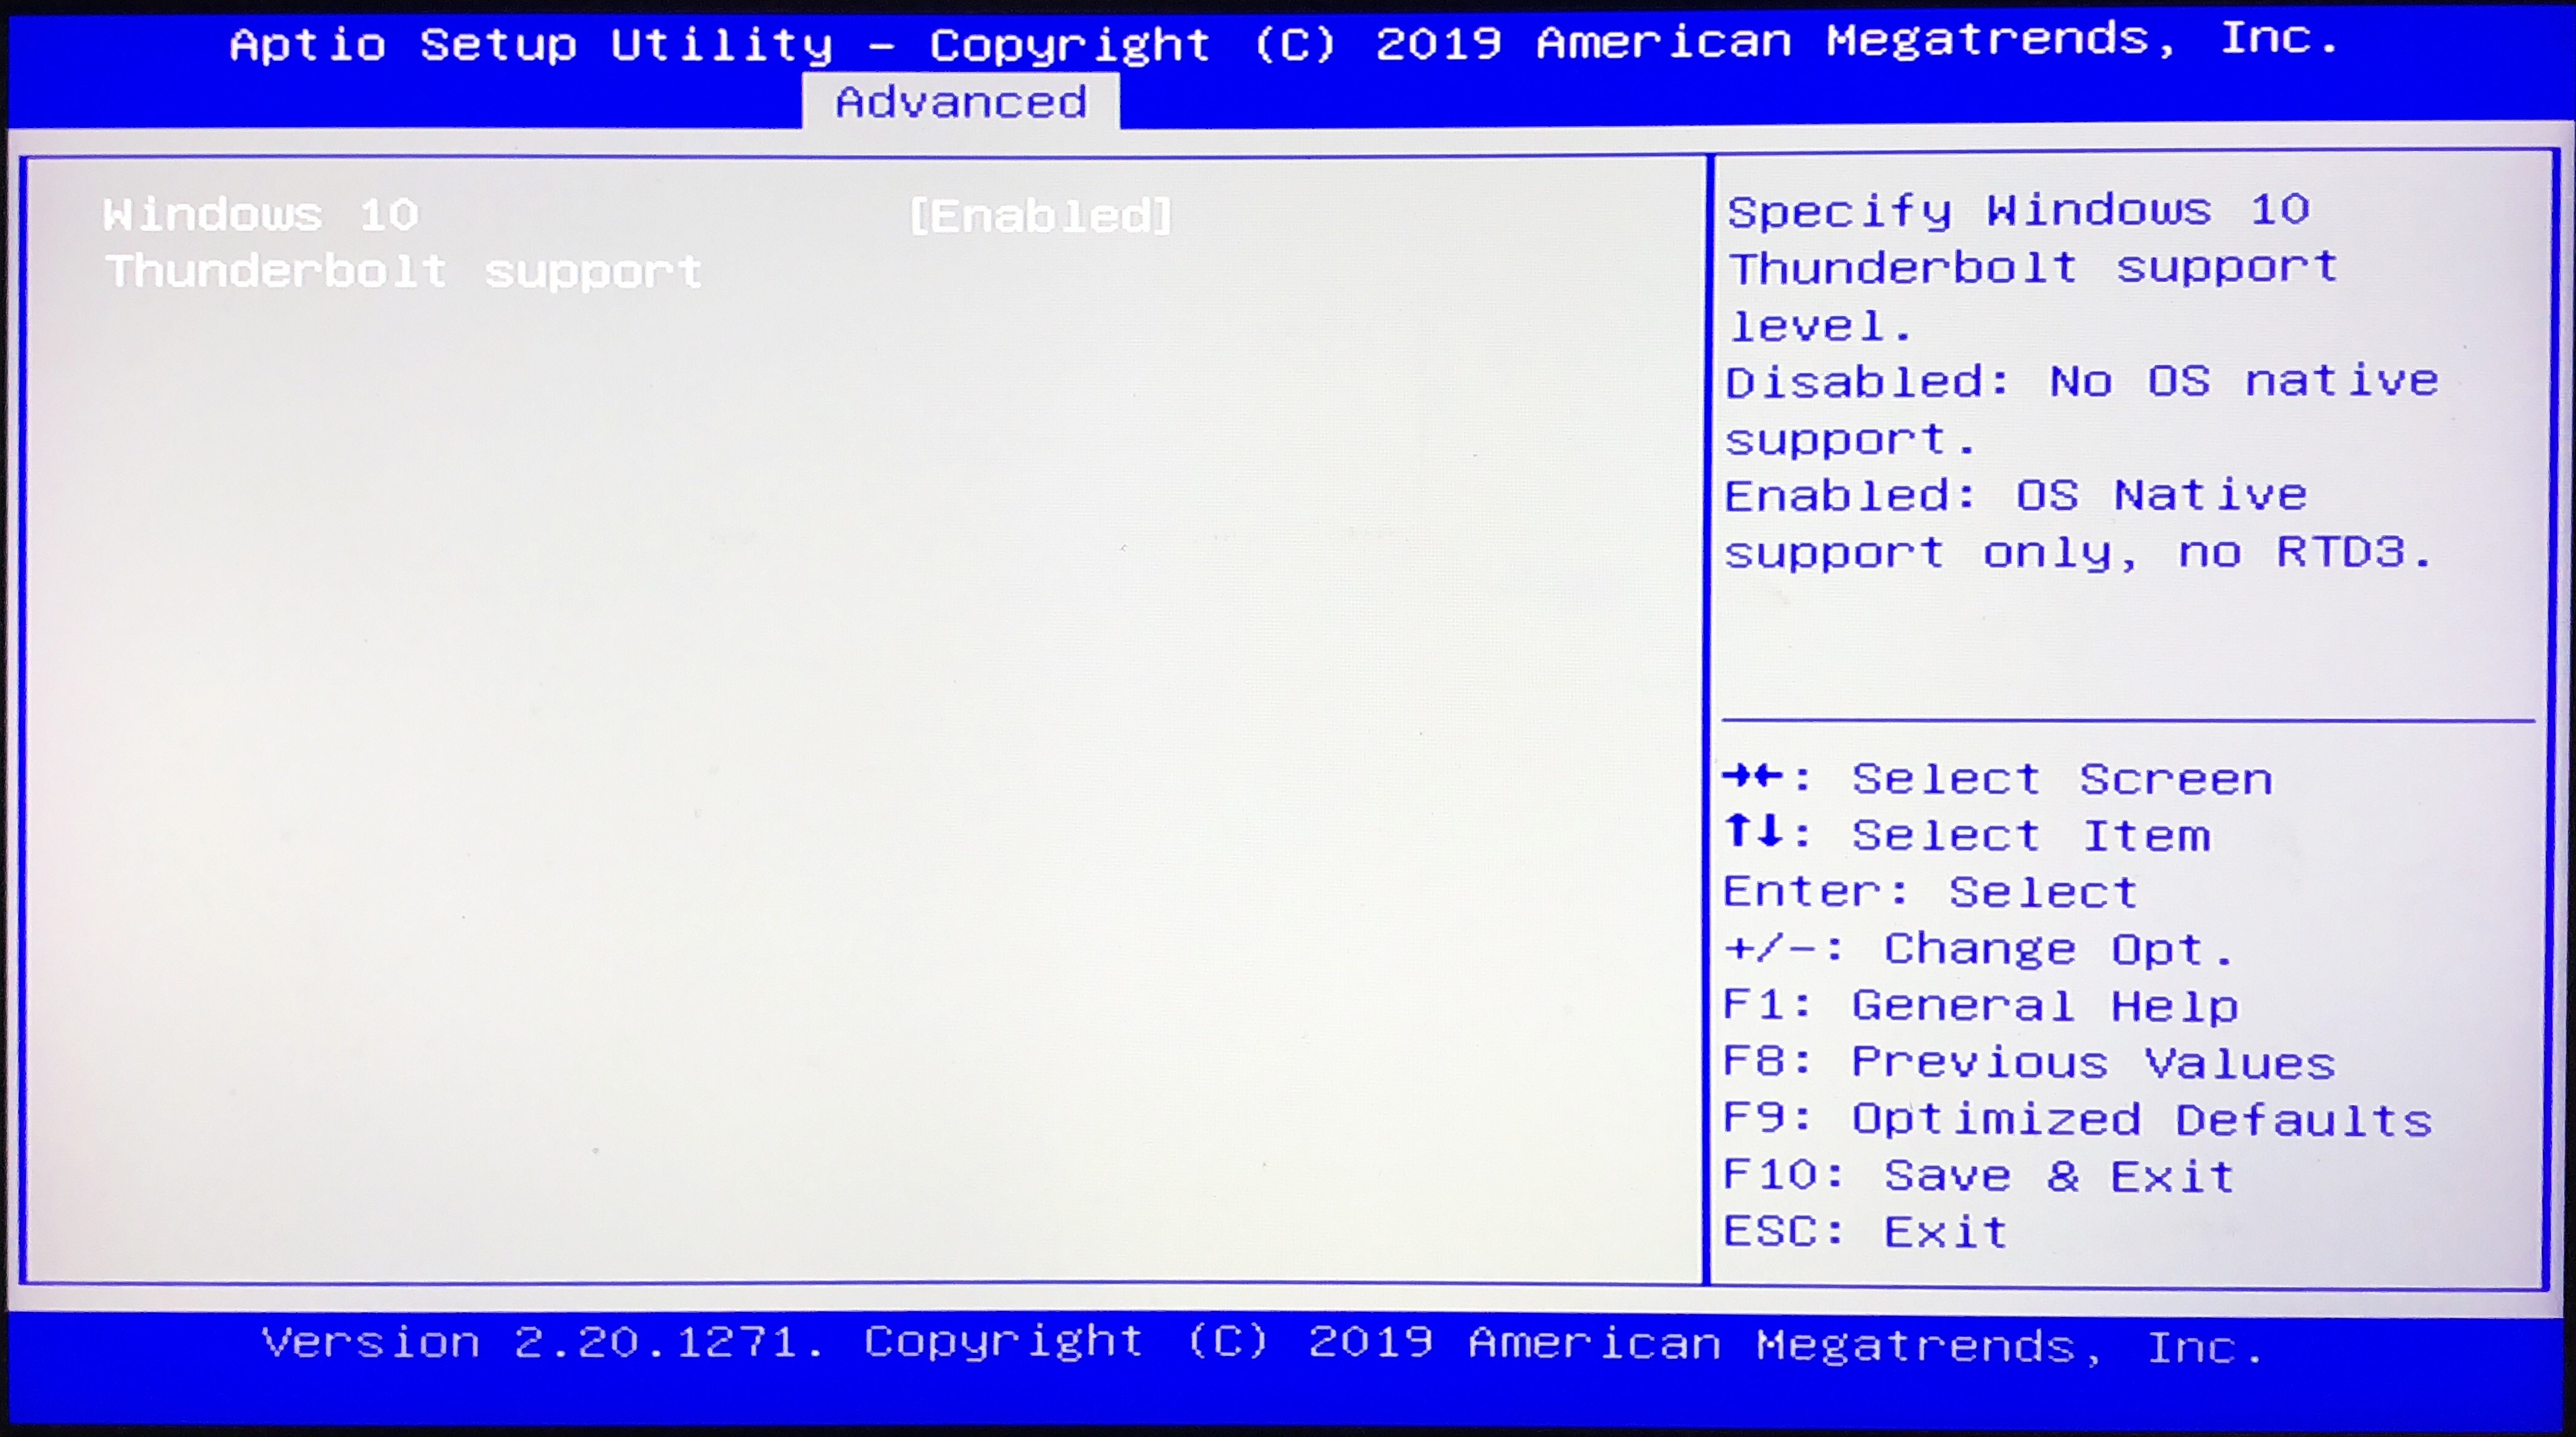 Aptio Setup Utility – Copyright (C) 2019 American Megatrends, Inc.
Advanced
Windows 10 [Enabled]
Thunderbolt support
Specify Windows 10
Thunderbolt support
level.
Disabled: No OS native
support.
Enabled: OS Native
support only, no RTD3.
→←: Select Screen
↑↓: Select Item
Enter: Select
+/-: Change Opt.
F1: General Help
F8: Previous Values
F9: Optimized Defaults
F10: Save & Exit
ESC: Exit
Version 2.20.1271. Copyright (C) 2019 American Megatrends, Inc.